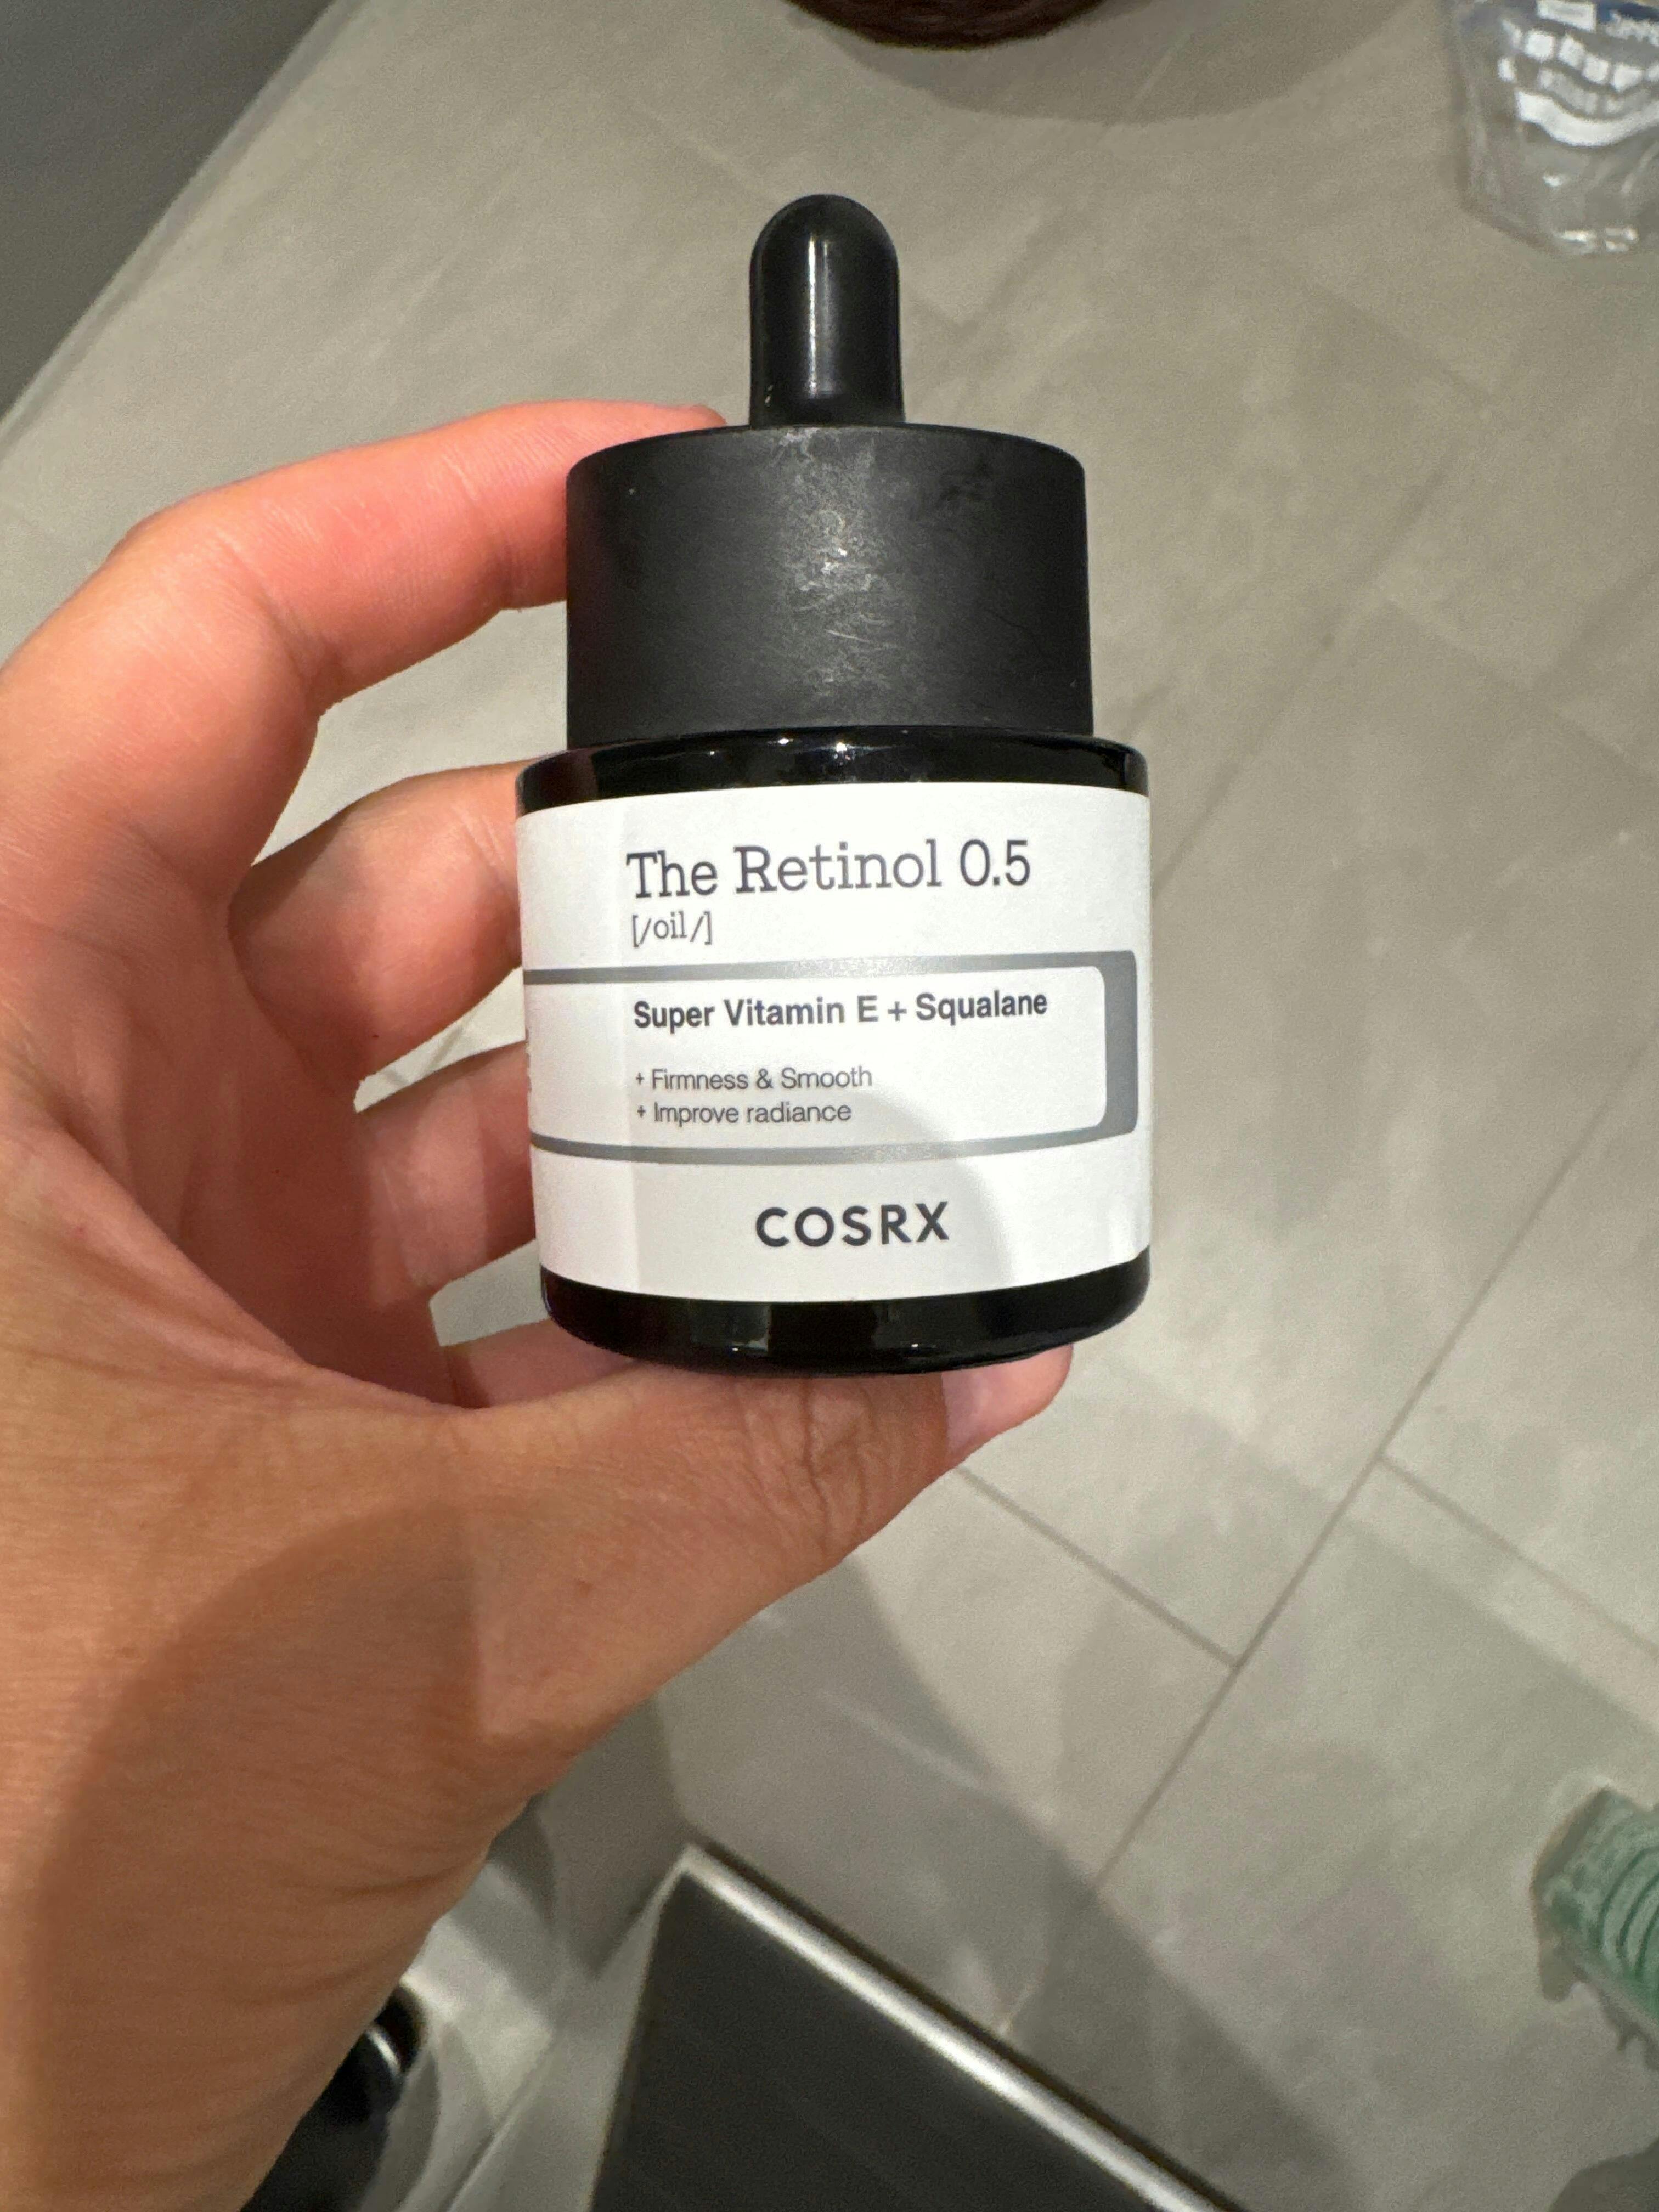 The Retinol 0.5
[/oil/]
Super Vitamin E + Squalane
+ Firmness & Smooth
+ Improve radiance
COSRX